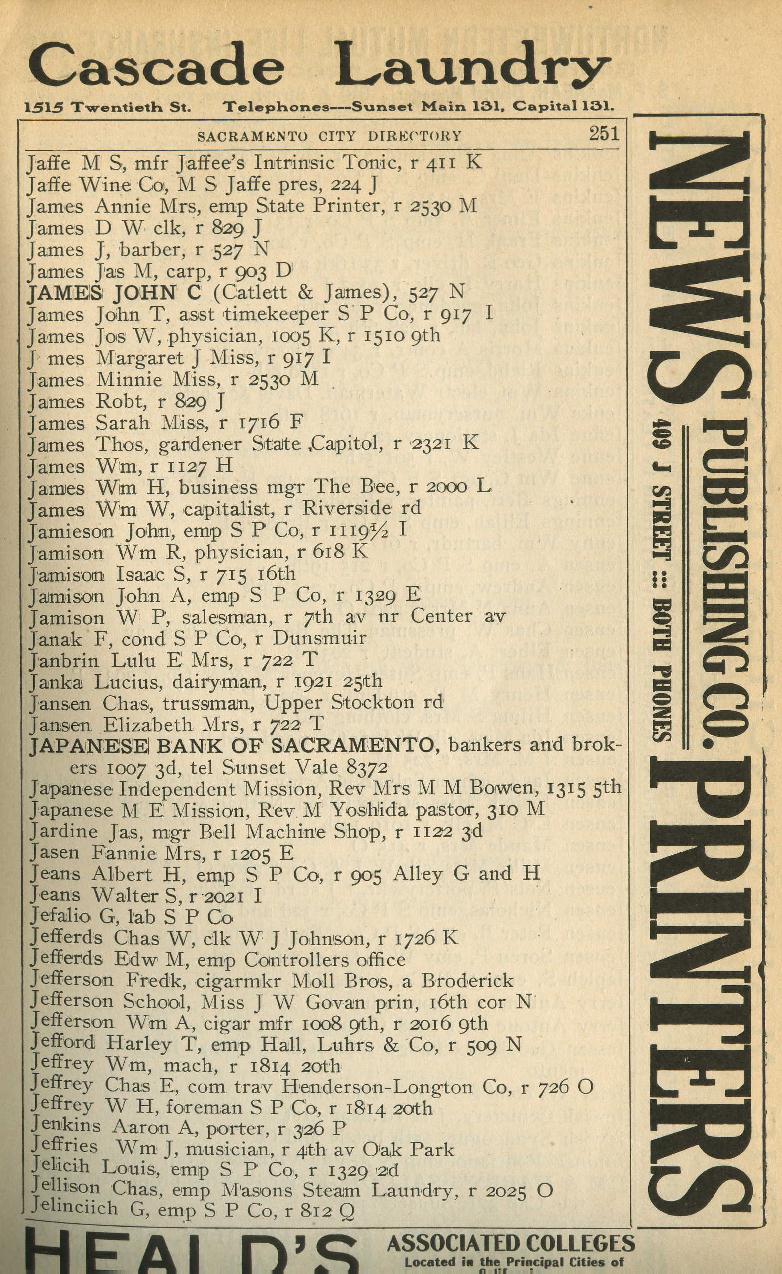 Cascade Laundry
1515 Twentieth St. Telephones---Sunset Main 131, Capital 131.
SACRAMENTO CITY DIRECTORY 251
Jaffe M S, mfr Jaffee's Intrinsic Tonic, r 411 K
Jaffe Wine Co, M S Jaffe pres, 224 J
James Annie Mrs, emp State Printer, r 2530 M
James D W clk, r 829 J
James J, barber, r 527 N
James Jas M, carp, r 903 D
JAMES JOHN C (Catlett & James), 527 N
James John T, asst timekeeper S P Co, r 917 I
James Jos W, physician, 1005 K, r 1510 9th
J mes Margaret J Miss, r 917 I
James Minnie Miss, r 2530 M
James Robt, r 829 J
James Sarah Miss, r 1716 F
James Thos, gardener State Capitol, r 2321 K
James Wm, r 1127 H
James Wm H, business mgr The Bee, r 2000 L
James Wm W, capitalist, r Riverside rd
Jamieson John, emp S P Co, r 1119½ I
Jamison Wm R, physician, r 618 K
Jamison Isaac S, r 715 16th
Jamison John A, emp S P Co, r 1329 E
Jamison W P, salesman, r 7th av nr Center av
Janak F, cond S P Co, r Dunsmuir
Janbrin Lulu E Mrs, r 722 T
Janka Lucius, dairyman, r 1921 25th
Jansen Chas, trussman, Upper Stockton rd
Jansen Elizabeth Mrs, r 722 T
JAPANESE BANK OF SACRAMENTO, bankers and brok-
ers 1007 3d, tel Sunset Vale 8372
Japanese Independent Mission, Rev Mrs M M Bowen, 1315 5th
Japanese M E Mission, Rev M Yoshida pastor, 310 M
Jardine Jas, mgr Bell Machine Shop, r 1122 3d
Jasen Fannie Mrs, r 1205 E
Jeans Albert H, emp S P Co, r 905 Alley G and H
Jeans Walter S, r 2021 I
Jefalio G, lab S P Co
Jefferds Chas W, clk W J Johnson, r 1726 K
Jefferds Edw M, emp Controllers office
Jefferson Fredk, cigarmkr Moll Bros, a Broderick
Jefferson School, Miss J W Govan prin, 16th cor N
Jefferson Wm A, cigar mfr 1008 9th, r 2016 9th
Jefford Harley T, emp Hall, Luhrs & Co, r 509 N
Jeffrey Wm, mach, r 1814 20th
Jeffrey Chas E, com trav Henderson-Longton Co, r 726 O
Jeffrey W H, foreman S P Co, r 1814 20th
Jenkins Aaron A, porter, r 326 P
Jeffries Wm J, musician, r 4th av Oak Park
Jelicih Louis, emp S P Co, r 1329 2d
Jellison Chas, emp Masons Steam Laundry, r 2025 O
Jelinciich G, emp S P Co, r 812 Q
NEWS PUBLISHING CO. PRINTERS
409 J STREET ::: BOTH PHONES
HEALD'S
ASSOCIATED COLLEGES
Located in the Principal Cities of